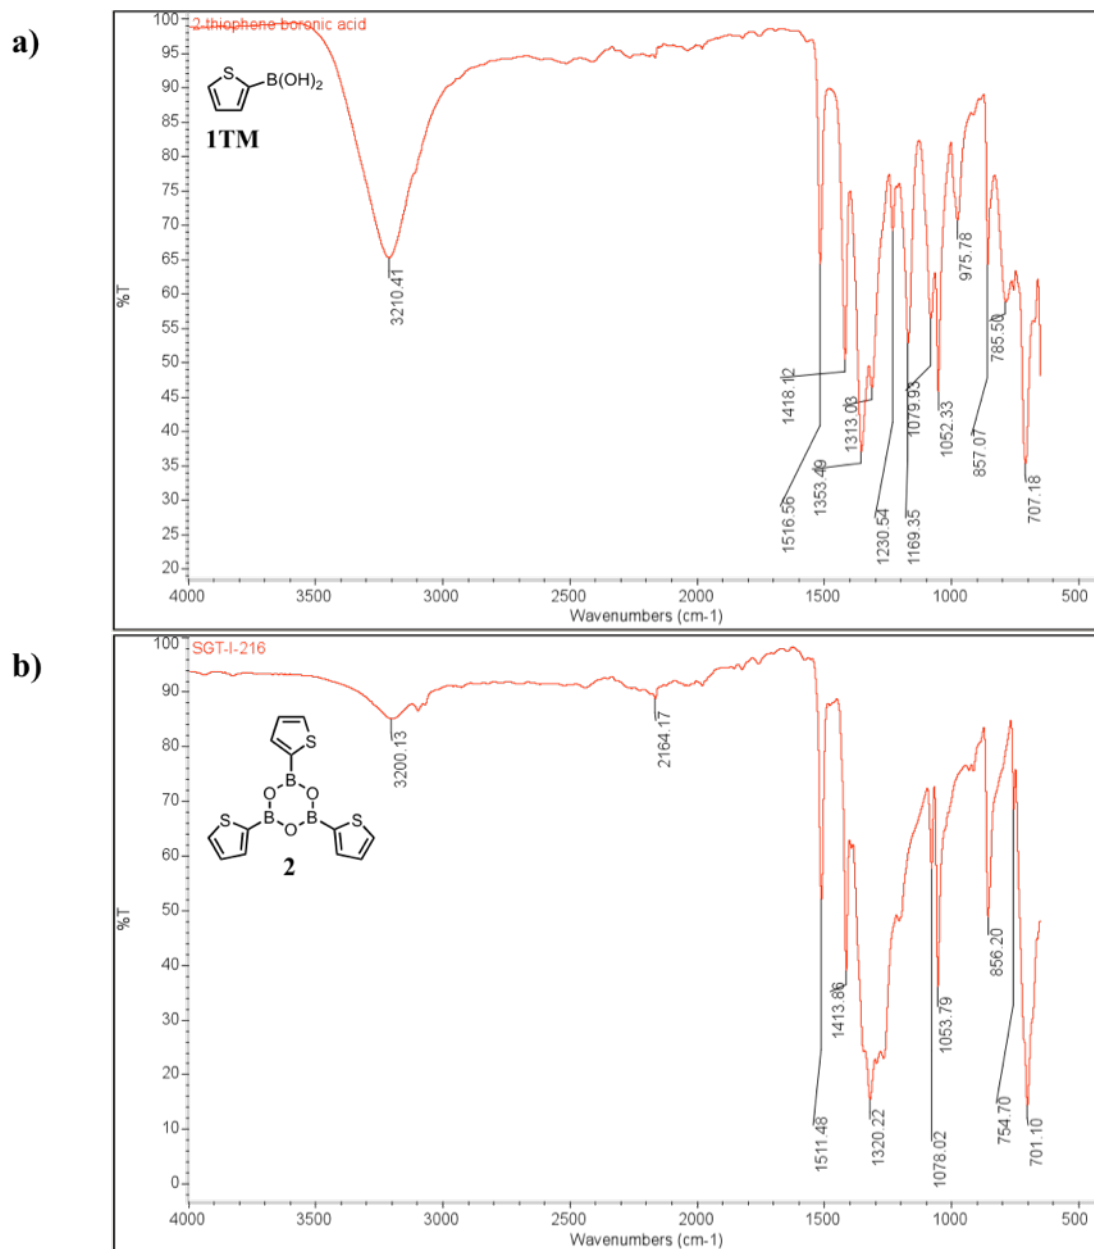 a)
2-thiophene boronic acid
S
B(OH)₂
1TM
100
95
90
85
80
75
70
65
60
55
50
45
40
35
30
25
20
%T
3210.41
1516.56
1418.12
1353.49
1313.03
1230.54
1169.35
1079.93
1052.33
975.78
857.07
785.50
707.18
4000 3500 3000 2500 2000 1500 1000 500
Wavenumbers (cm-1)
b)
SGT-I-216
S
B
O O
S B B S
O
2
100
90
80
70
60
50
40
30
20
10
0
%T
3200.13
2164.17
1511.48
1413.86
1320.22
1078.02
1053.79
856.20
754.70
701.10
4000 3500 3000 2500 2000 1500 1000 500
Wavenumbers (cm-1)